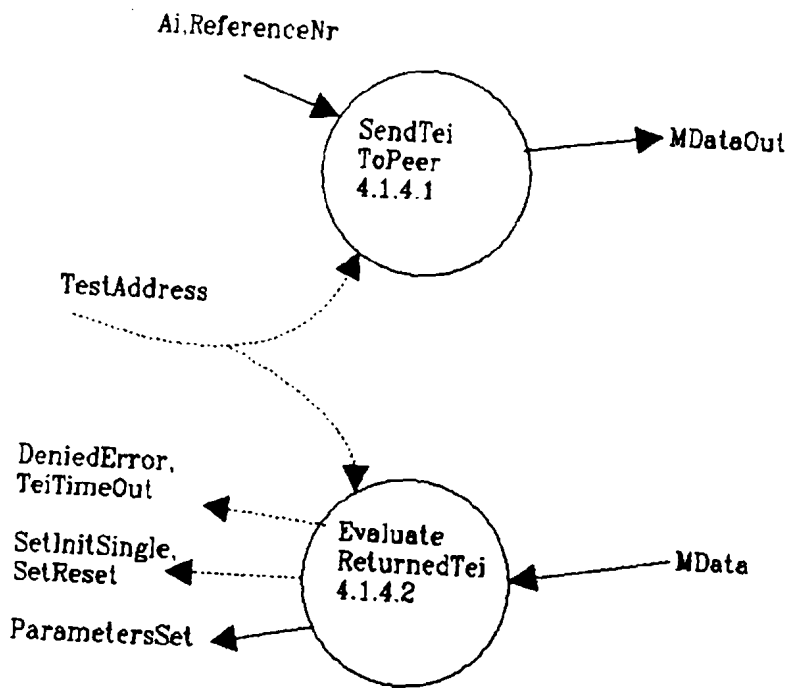 Ai,ReferenceNr
SendTei
ToPeer
4.1.4.1
MDataOut
TestAddress
DeniedError,
TeiTimeOut
SetInitSingle,
SetReset
ParametersSet
Evaluate
ReturnedTei
4.1.4.2
MData